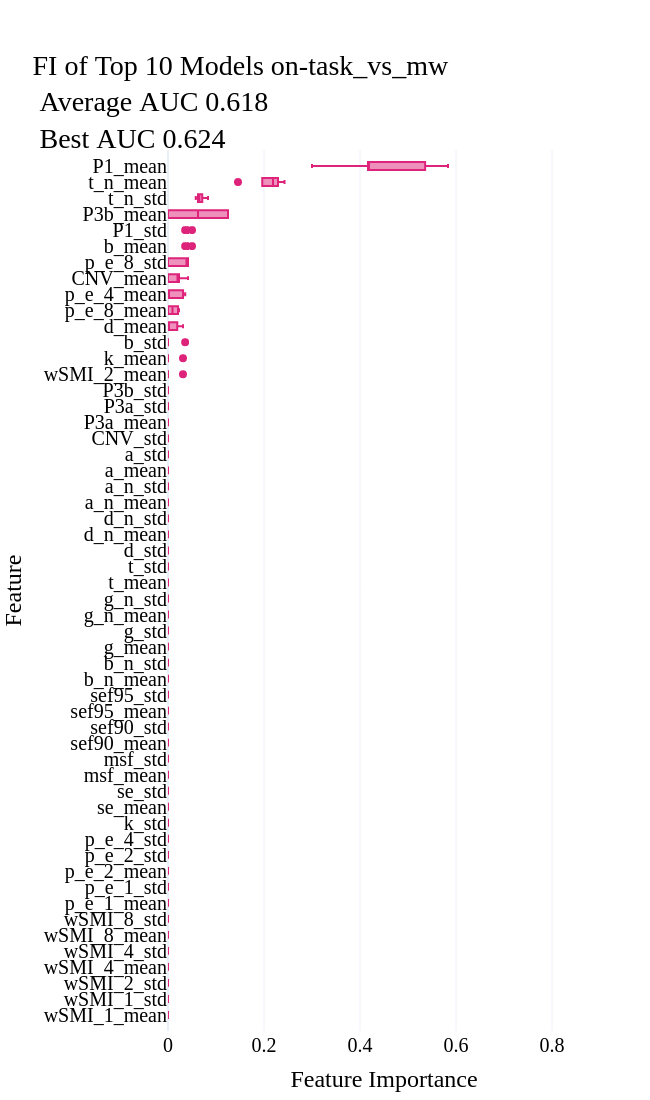 FI of Top 10 Models on-task_vs_mw
Average AUC 0.618
Best AUC 0.624
P1_mean
t_n_mean
t_n_std
P3b_mean
P1_std
b_mean
p_e_8_std
CNV_mean
p_e_4_mean
p_e_8_mean
d_mean
b_std
k_mean
wSMI_2_mean
P3b_std
P3a_std
P3a_mean
CNV_std
a_std
a_mean
a_n_std
a_n_mean
d_n_std
d_n_mean
d_std
t_std
t_mean
g_n_std
g_n_mean
g_std
g_mean
b_n_std
b_n_mean
sef95_std
sef95_mean
sef90_std
sef90_mean
msf_std
msf_mean
se_std
se_mean
k_std
p_e_4_std
p_e_2_std
p_e_2_mean
p_e_1_std
p_e_1_mean
wSMI_8_std
wSMI_8_mean
wSMI_4_std
wSMI_4_mean
wSMI_2_std
wSMI_1_std
wSMI_1_mean
Feature
0 0.2 0.4 0.6 0.8
Feature Importance